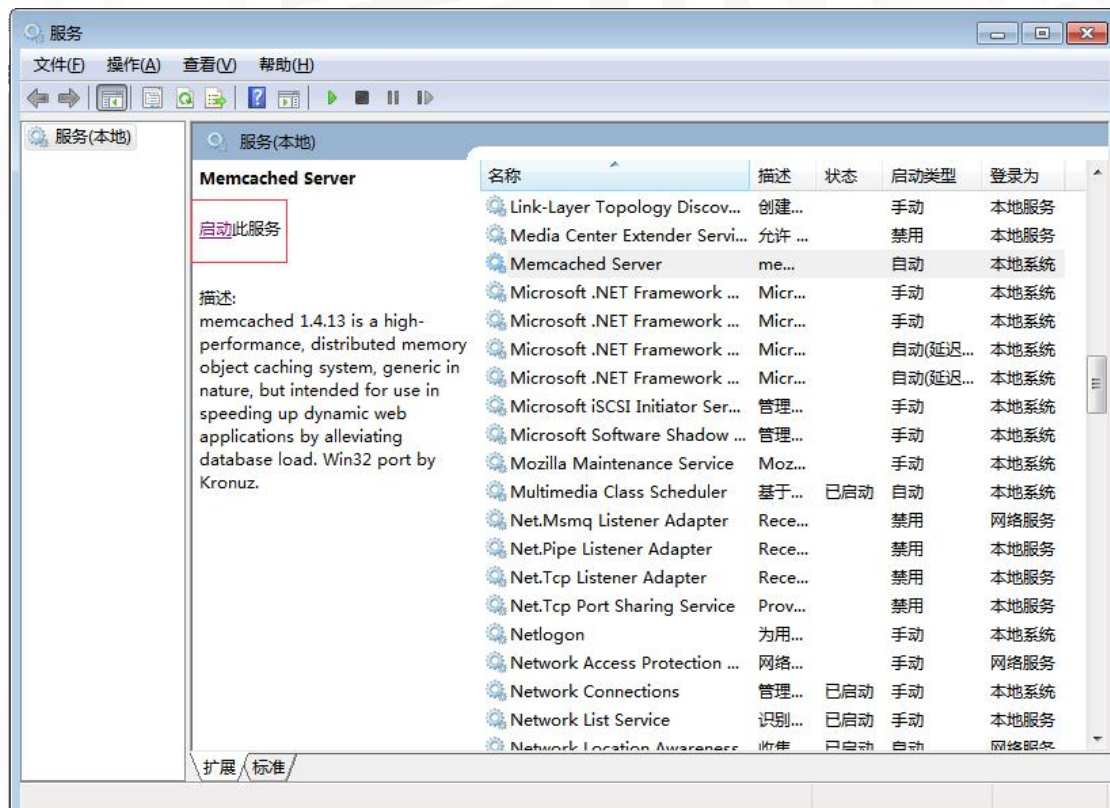 服务
文件(F) 操作(A) 查看(V) 帮助(H)
服务(本地)
服务(本地)
Memcached Server
启动此服务
描述:
memcached 1.4.13 is a high-
performance, distributed memory
object caching system, generic in
nature, but intended for use in
speeding up dynamic web
applications by alleviating
database load. Win32 port by
Kronuz.
名称 描述 状态 启动类型 登录为
Link-Layer Topology Discov... 创建... 手动 本地服务
Media Center Extender Servi... 允许 ... 禁用 本地服务
Memcached Server me... 自动 本地系统
Microsoft .NET Framework ... Micr... 手动 本地系统
Microsoft .NET Framework ... Micr... 手动 本地系统
Microsoft .NET Framework ... Micr... 自动(延迟... 本地系统
Microsoft .NET Framework ... Micr... 自动(延迟... 本地系统
Microsoft iSCSI Initiator Ser... 管理... 手动 本地系统
Microsoft Software Shadow ... 管理... 手动 本地系统
Mozilla Maintenance Service Moz... 手动 本地系统
Multimedia Class Scheduler 基于... 已启动 自动 本地系统
Net.Msmq Listener Adapter Rece... 禁用 网络服务
Net.Pipe Listener Adapter Rece... 禁用 本地服务
Net.Tcp Listener Adapter Rece... 禁用 本地服务
Net.Tcp Port Sharing Service Prov... 禁用 本地服务
Netlogon 为用... 手动 本地系统
Network Access Protection ... 网络... 手动 网络服务
Network Connections 管理... 已启动 手动 本地系统
Network List Service 识别... 已启动 手动 本地服务
Network Location Awareness 收集 已启动 自动 网络服务
扩展 标准